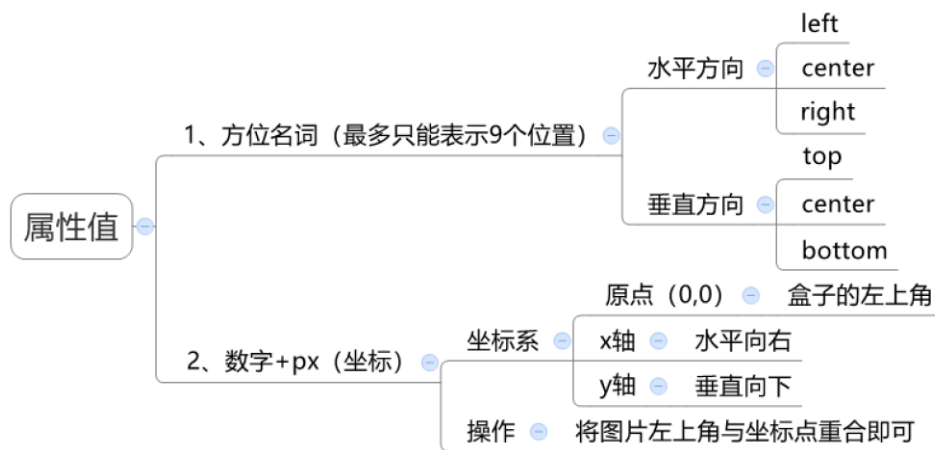 属性值
1、方位名词（最多只能表示9个位置）
水平方向
left
center
right
垂直方向
top
center
bottom
2、数字+px（坐标）
坐标系
原点（0,0）
盒子的左上角
x轴
水平向右
y轴
垂直向下
操作
将图片左上角与坐标点重合即可